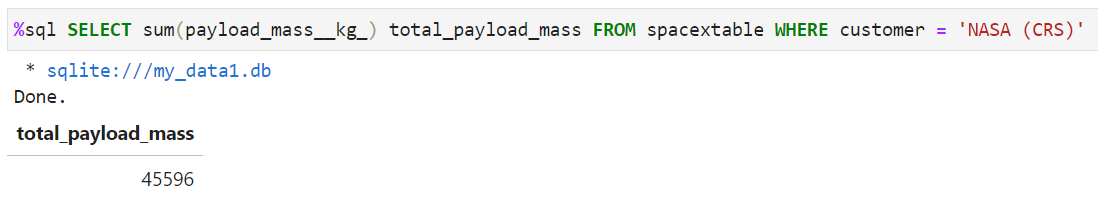 %sql SELECT sum(payload_mass__kg_) total_payload_mass FROM spacextable WHERE customer = 'NASA (CRS)'
* sqlite:///my_data1.db
Done.
total_payload_mass
45596